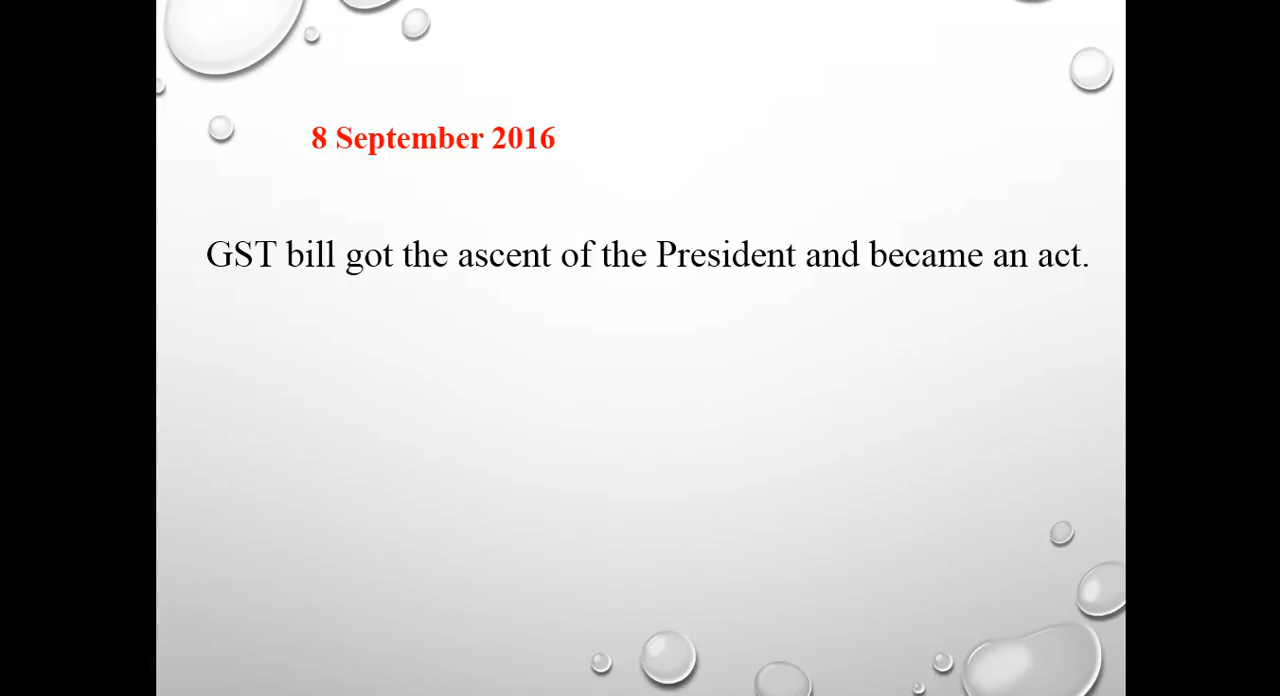 8 September 2016
GST bill got the ascent of the President and became an act.